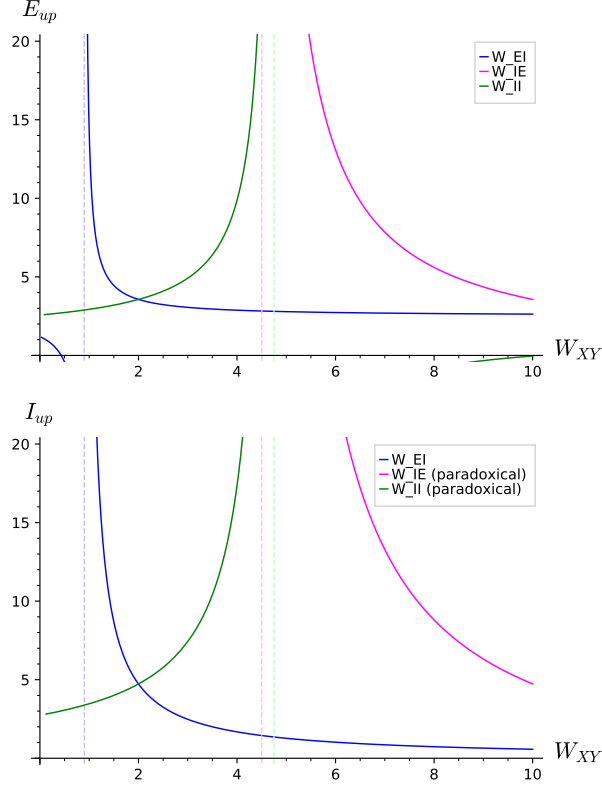 E_up
20
15
10
5
2
4
6
8
10
W_XY
W_EI
W_IE
W_II
I_up
20
15
10
5
2
4
6
8
10
W_XY
W_EI
W_IE (paradoxical)
W_II (paradoxical)